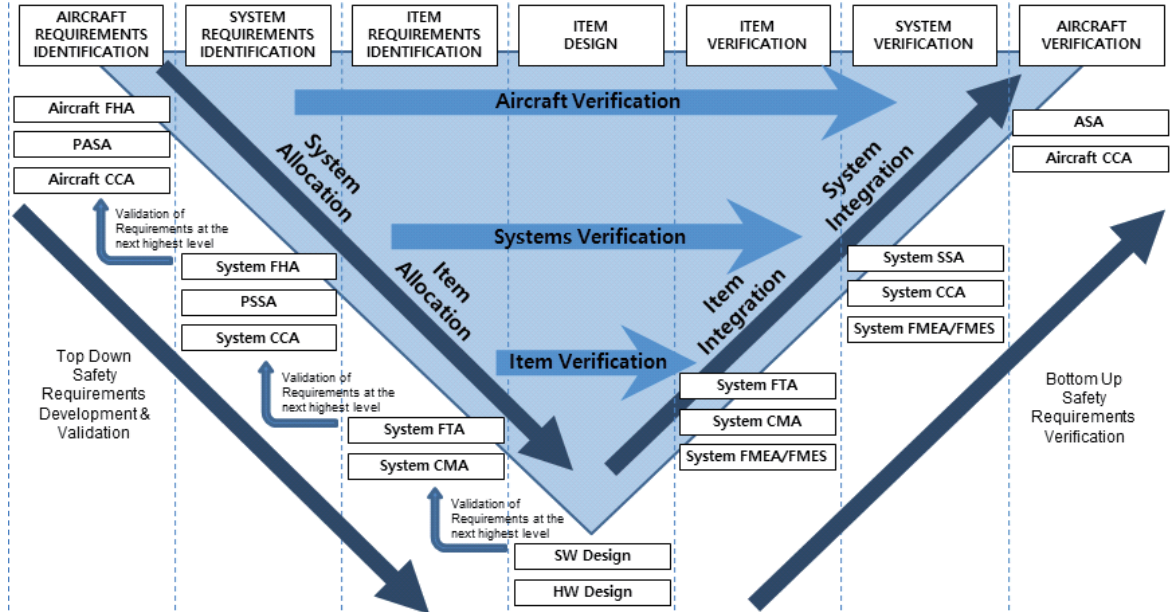 AIRCRAFT
REQUIREMENTS
IDENTIFICATION
SYSTEM
REQUIREMENTS
IDENTIFICATION
ITEM
REQUIREMENTS
IDENTIFICATION
ITEM
DESIGN
ITEM
VERIFICATION
SYSTEM
VERIFICATION
AIRCRAFT
VERIFICATION
Aircraft FHA
PASA
Aircraft CCA
Validation of
Requirements at the
next highest level
System FHA
PSSA
System CCA
Validation of
Requirements at the
next highest level
System FTA
System CMA
Validation of
Requirements at the
next highest level
SW Design
HW Design
Top Down
Safety
Requirements
Development &
Validation
System
Allocation
Item
Allocation
Aircraft Verification
Systems Verification
Item Verification
Item
Integration
System
Integration
System FTA
System CMA
System FMEA/FMES
System SSA
System CCA
System FMEA/FMES
ASA
Aircraft CCA
Bottom Up
Safety
Requirements
Verification